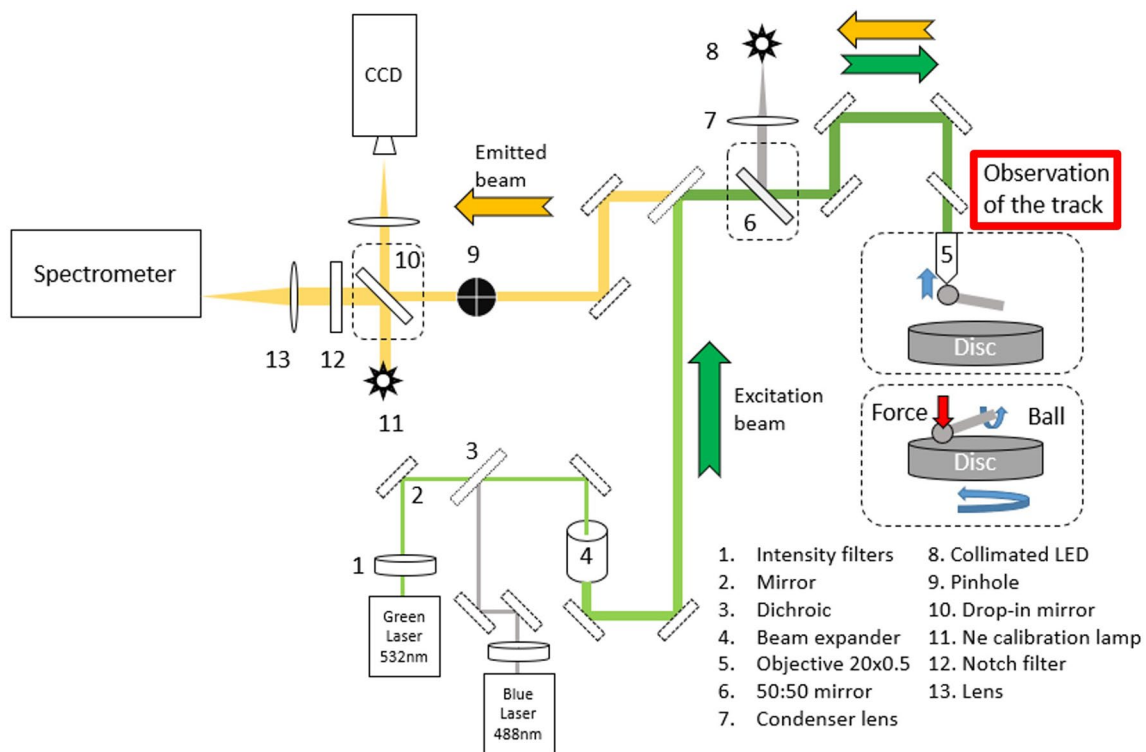 CCD
8
7
Emitted
beam
6
Observation
of the track
5
Disc
Spectrometer
10
9
13
12
11
Excitation
beam
Force
Ball
Disc
3
2
4
1
Green
Laser
532nm
Blue
Laser
488nm
1. Intensity filters
2. Mirror
3. Dichroic
4. Beam expander
5. Objective 20x0.5
6. 50:50 mirror
7. Condenser lens
8. Collimated LED
9. Pinhole
10. Drop-in mirror
11. Ne calibration lamp
12. Notch filter
13. Lens